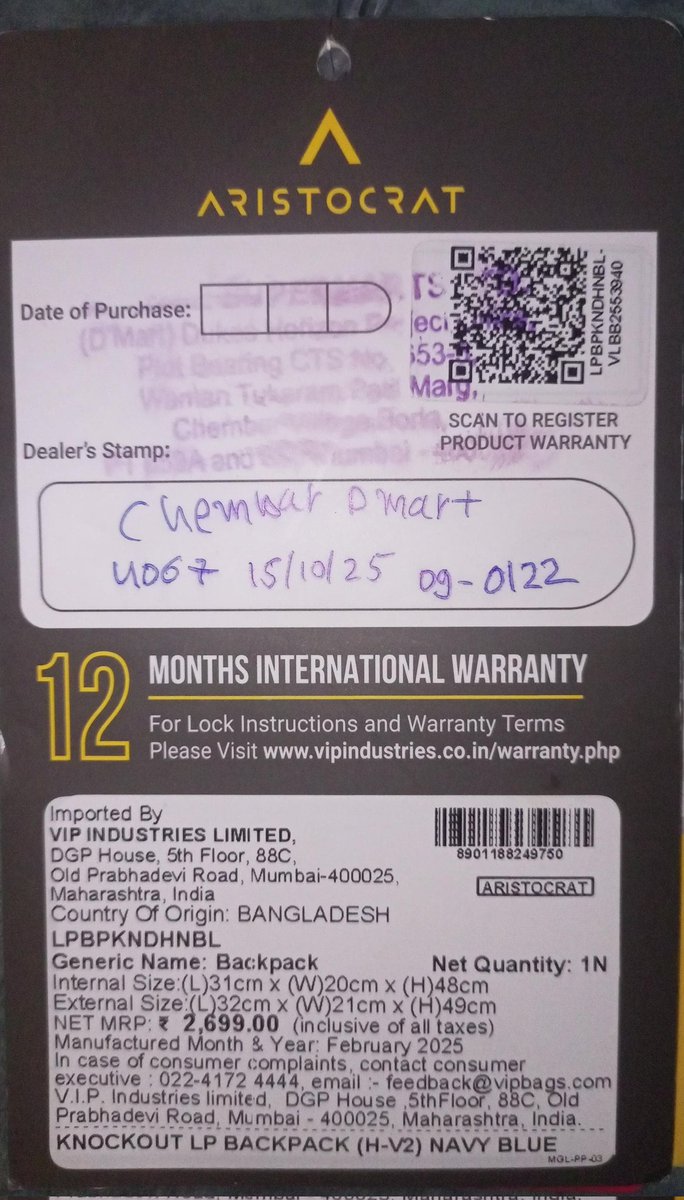 ARISTOCRAT
Date of Purchase:
(D Mart)
Plot Bearing CTS No.
Marg,
LPBPKNDHNBL-
VLBB2553940
SCAN TO REGISTER
PRODUCT WARRANTY
Dealer's Stamp:
Chembur Dmart
4067 15/10/25 09-0122
12 MONTHS INTERNATIONAL WARRANTY
For Lock Instructions and Warranty Terms
Please Visit www.vipindustries.co.in/warranty.php
Imported By
VIP INDUSTRIES LIMITED,
DGP House, 5th Floor, 88C,
Old Prabhadevi Road, Mumbai-400025,
Maharashtra, India
Country Of Origin: BANGLADESH
8901188249750
ARISTOCRAT
LPBPKNDHNBL
Generic Name: Backpack Net Quantity: 1N
Internal Size:(L)31cm x (W)20cm x (H)48cm
External Size:(L)32cm x (W)21cm x (H)49cm
NET MRP: ₹ 2,699.00 (inclusive of all taxes)
Manufactured Month & Year: February 2025
In case of consumer complaints, contact consumer
executive : 022-4172 4444, email :- feedback@vipbags.com
V.I.P. Industries limited, DGP House ,5thFloor, 88C, Old
Prabhadevi Road, Mumbai - 400025, Maharashtra, India.
KNOCKOUT LP BACKPACK (H-V2) NAVY BLUE
MGL-PP-03